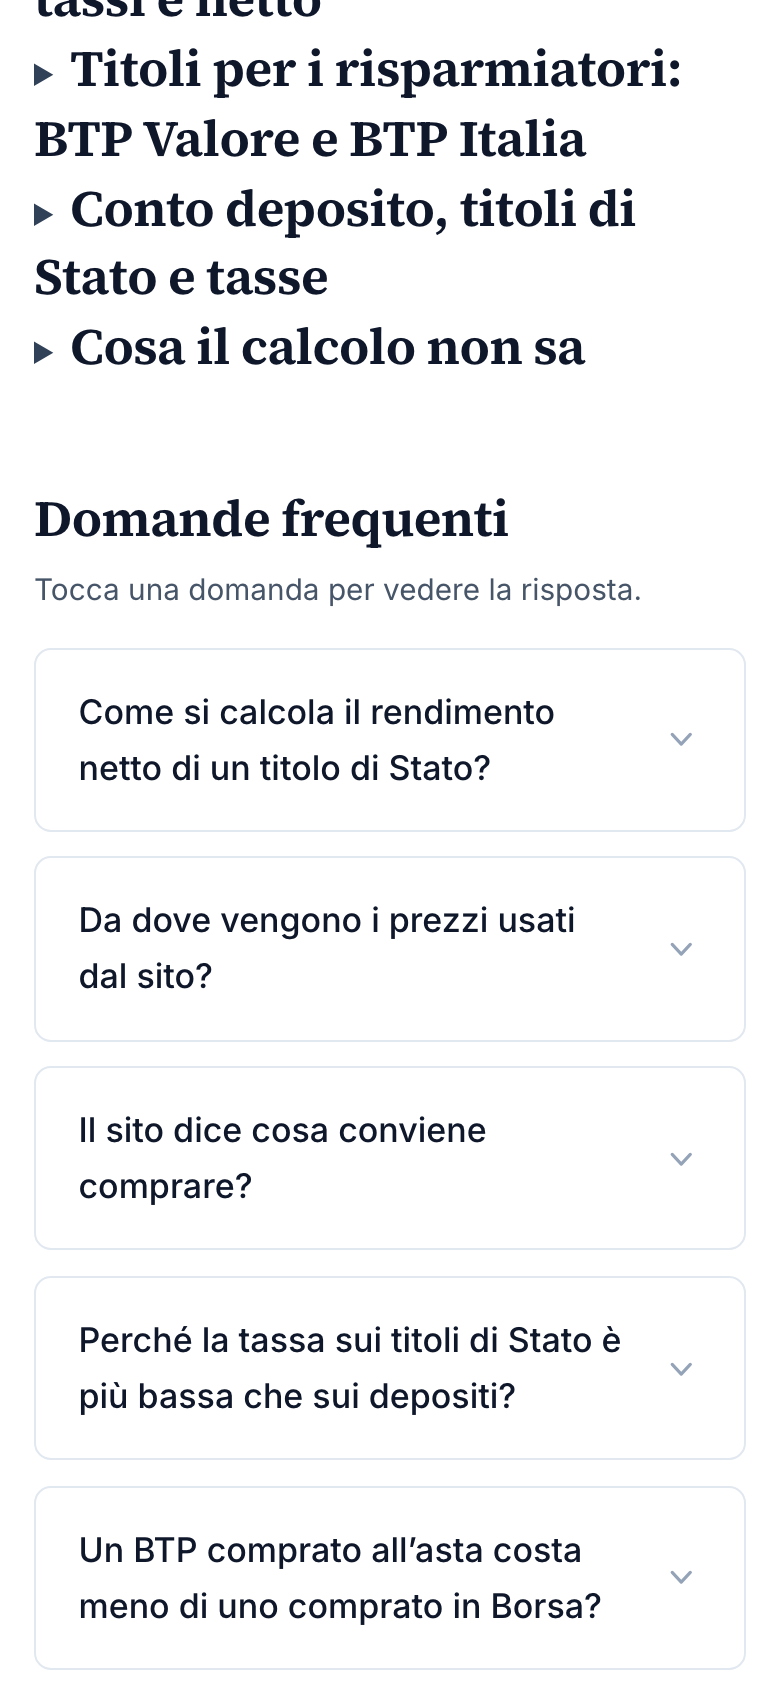 tassi e netto
Titoli per i risparmiatori:
BTP Valore e BTP Italia
Conto deposito, titoli di
Stato e tasse
Cosa il calcolo non sa
Domande frequenti
Tocca una domanda per vedere la risposta.
Come si calcola il rendimento
netto di un titolo di Stato?
Da dove vengono i prezzi usati
dal sito?
Il sito dice cosa conviene
comprare?
Perché la tassa sui titoli di Stato è
più bassa che sui depositi?
Un BTP comprato all’asta costa
meno di uno comprato in Borsa?